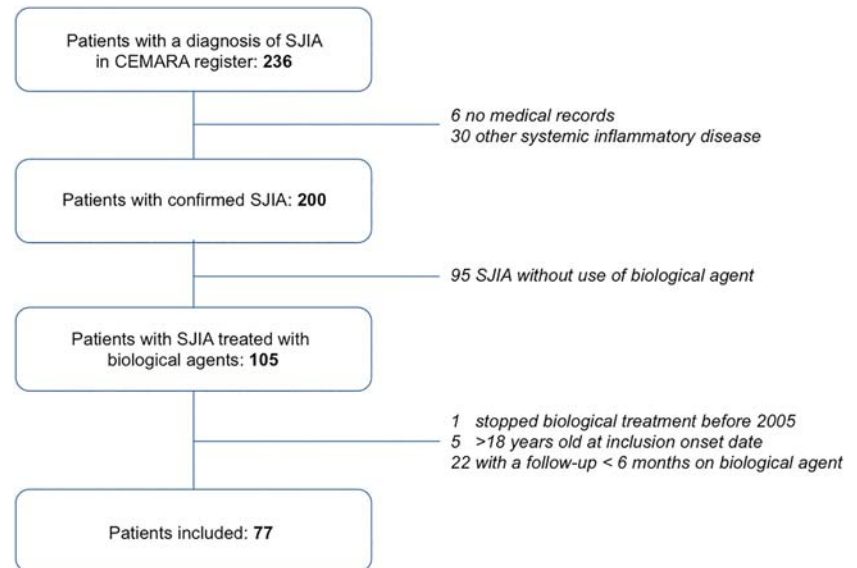 Patients with a diagnosis of SJIA
in CEMARA register: 236
6 no medical records
30 other systemic inflammatory disease
Patients with confirmed SJIA: 200
95 SJIA without use of biological agent
Patients with SJIA treated with
biological agents: 105
1 stopped biological treatment before 2005
5 >18 years old at inclusion onset date
22 with a follow-up < 6 months on biological agent
Patients included: 77